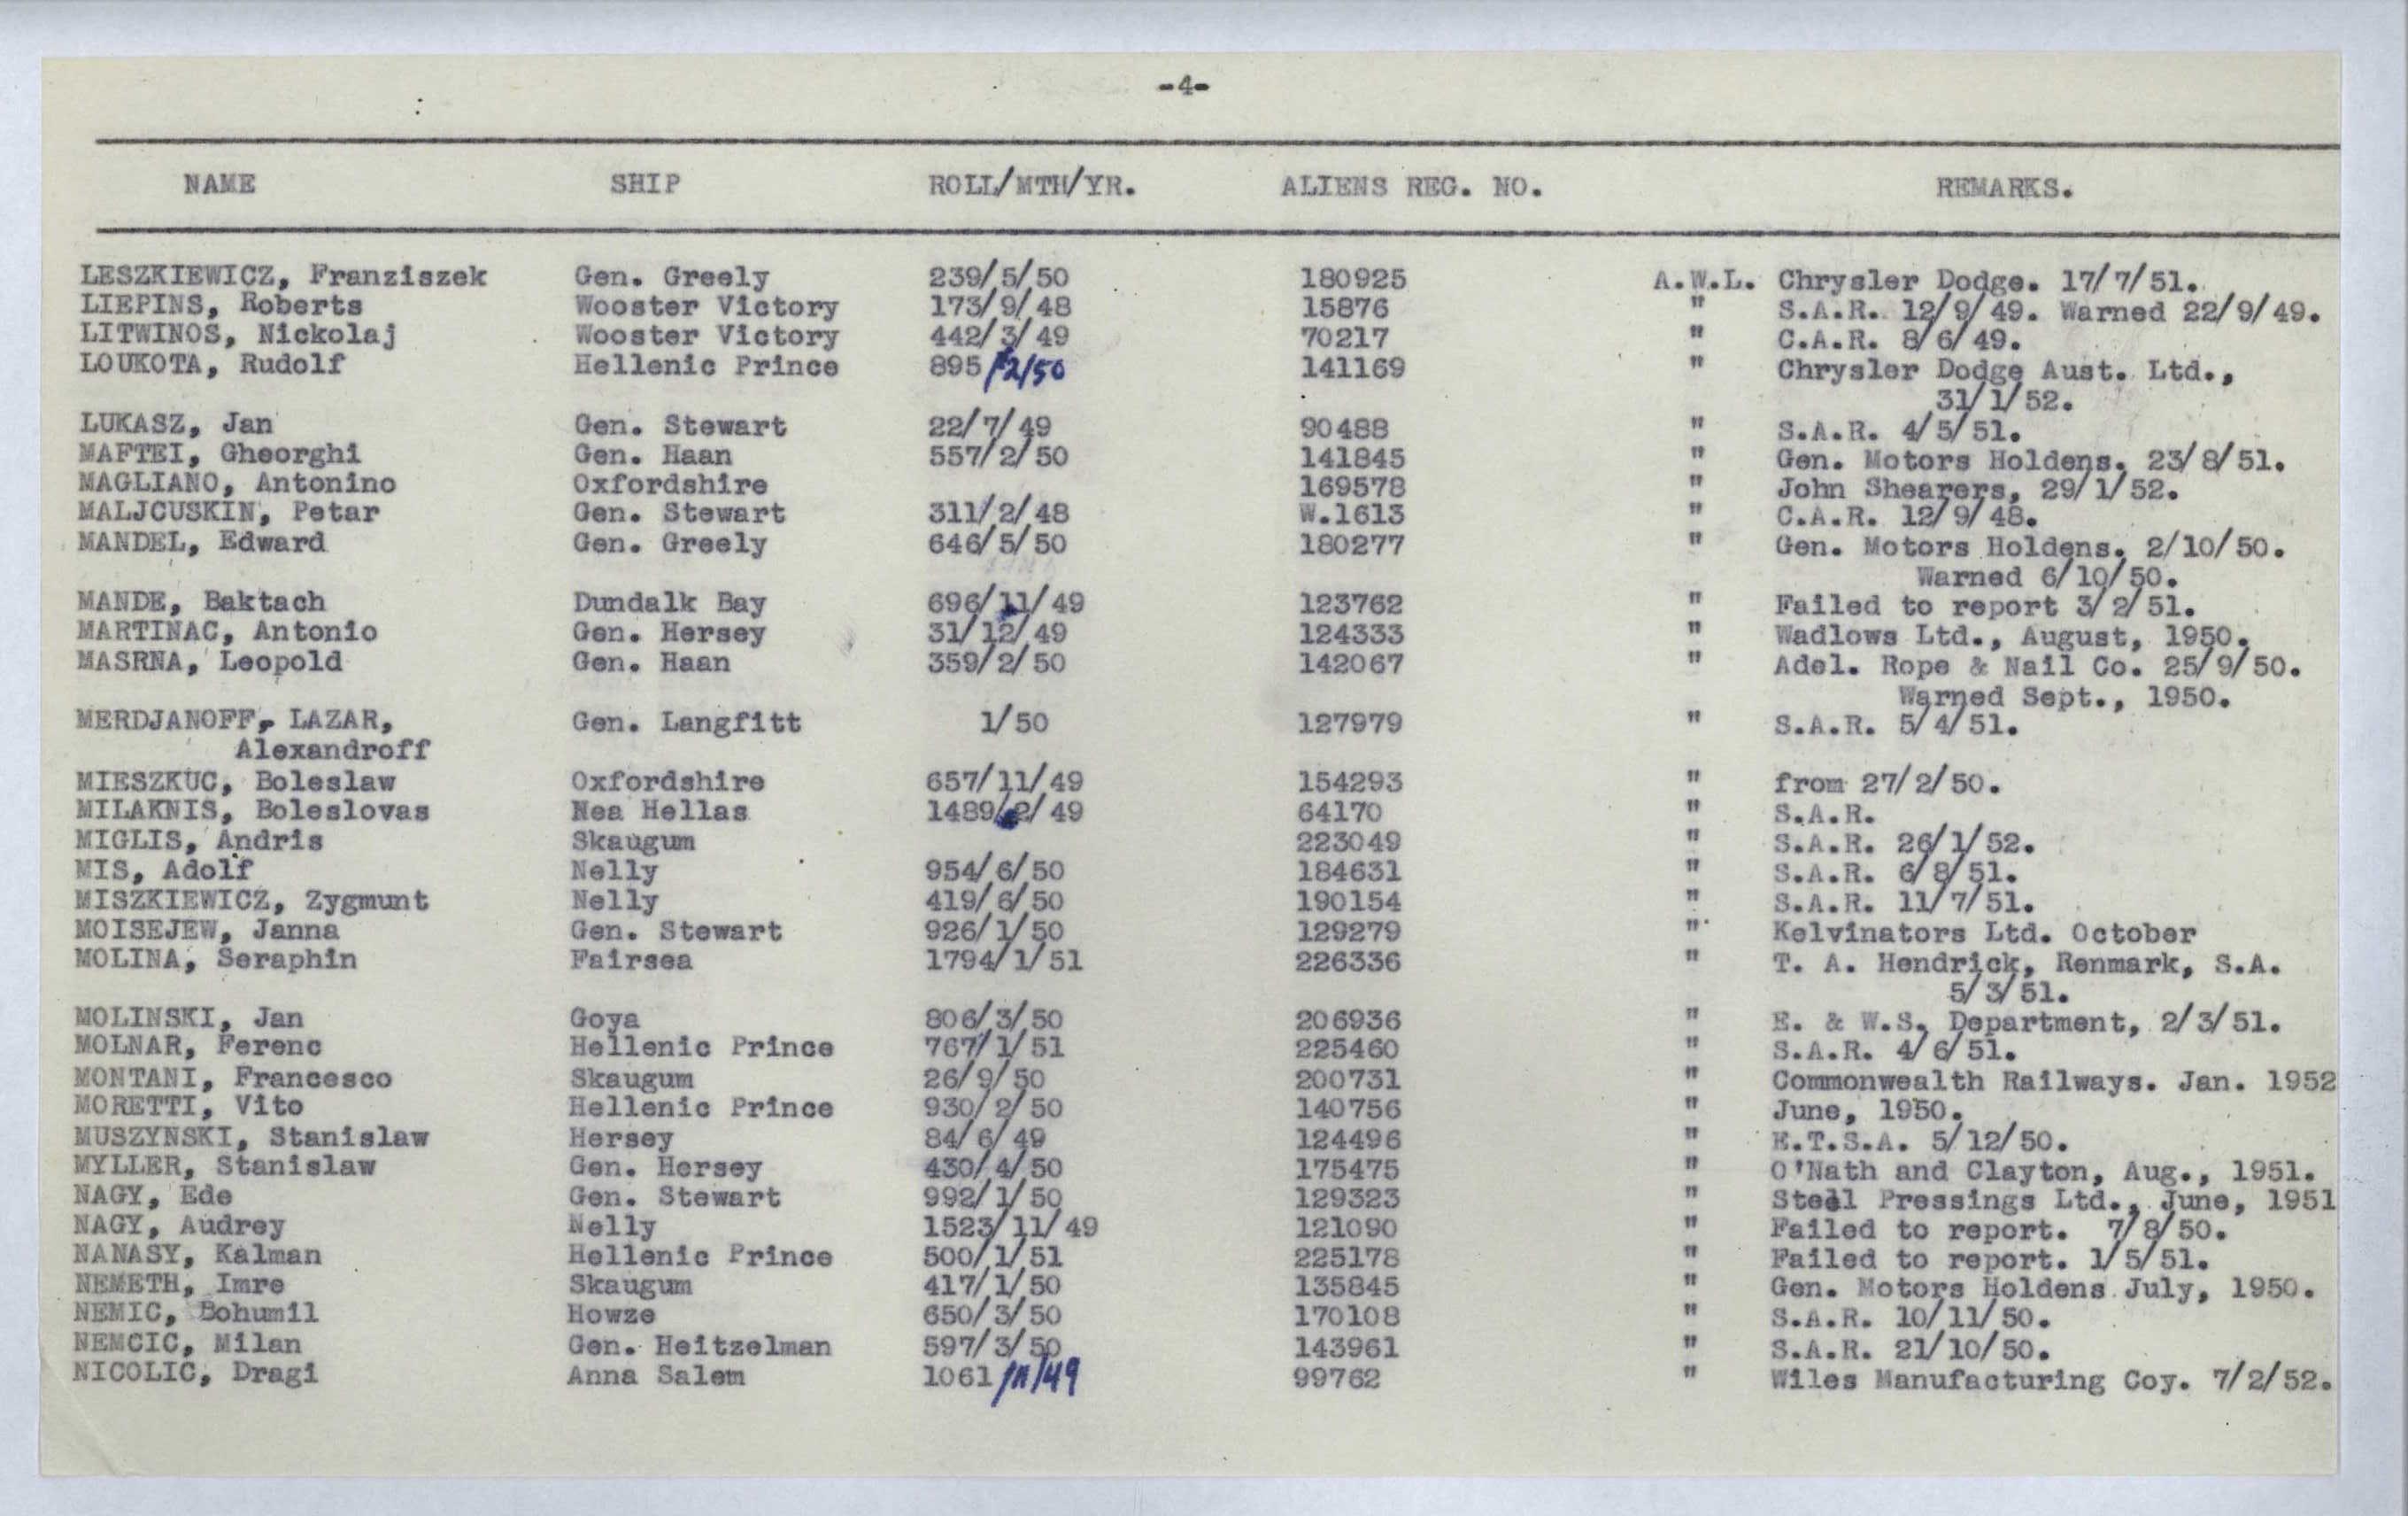 -4-
NAME SHIP ROLL/MTH/YR. ALIENS REG. NO. REMARKS.
LESZKIEWICZ, Franziszek Gen. Greely 239/5/50 180925 A.W.L. Chrysler Dodge. 17/7/51.
LIEPINS, Roberts Wooster Victory 173/9/48 15876 " S.A.R. 12/9/49. Warned 22/9/49.
LITWINOS, Nickolaj Wooster Victory 442/3/49 70217 " C.A.R. 8/6/49.
LOUKOTA, Rudolf Hellenic Prince 895/2/50 141169 " Chrysler Dodge Aust. Ltd.,
31/1/52.
LUKASZ, Jan Gen. Stewart 22/7/49 90488 " S.A.R. 4/5/51.
MAFTEI, Gheorghi Gen. Haan 557/2/50 141845 " Gen. Motors Holdens. 23/8/51.
MAGLIANO, Antonino Oxfordshire 169578 " John Shearers, 29/1/52.
MALJCUSKIN, Petar Gen. Stewart 311/2/48 W.1613 " C.A.R. 12/9/48.
MANDEL, Edward Gen. Greely 646/5/50 180277 " Gen. Motors Holdens. 2/10/50.
Warned 6/10/50.
MANDE, Baktach Dundalk Bay 696/11/49 123762 " Failed to report 3/2/51.
MARTINAC, Antonio Gen. Hersey 31/12/49 124333 " Wadlows Ltd., August, 1950.
MASRNA, Leopold Gen. Haan 359/2/50 142067 " Adel. Rope & Nail Co. 25/9/50.
Warned Sept., 1950.
MERDJANOFF, LAZAR, Gen. Langfitt 1/50 127979 " S.A.R. 5/4/51.
Alexandroff
MIESZKUC, Boleslaw Oxfordshire 657/11/49 154293 " from 27/2/50.
MILAKNIS, Boleslovas Nea Hellas 1489/2/49 64170 " S.A.R.
MIGLIS, Andris Skaugum 223049 " S.A.R. 26/1/52.
MIS, Adolf Nelly 954/6/50 184631 " S.A.R. 6/8/51.
MISZKIEWICZ, Zygmunt Nelly 419/6/50 190154 " S.A.R. 11/7/51.
MOISEJEW, Janna Gen. Stewart 926/1/50 129279 " Kelvinators Ltd. October
MOLINA, Seraphin Fairsea 1794/1/51 226336 " T. A. Hendrick, Renmark, S.A.
5/3/51.
MOLINSKI, Jan Goya 806/3/50 206936 " E. & W.S. Department, 2/3/51.
MOLNAR, Ferenc Hellenic Prince 767/1/51 225460 " S.A.R. 4/6/51.
MONTANI, Francesco Skaugum 26/9/50 200731 " Commonwealth Railways. Jan. 1952
MORETTI, Vito Hellenic Prince 930/2/50 140756 " June, 1950.
MUSZYNSKI, Stanislaw Hersey 84/6/49 124496 " E.T.S.A. 5/12/50.
MYLLER, Stanislaw Gen. Hersey 430/4/50 175475 " O'Nath and Clayton, Aug., 1951.
NAGY, Ede Gen. Stewart 992/1/50 129323 " Steel Pressings Ltd., June, 1951
NAGY, Audrey Nelly 1523/11/49 121090 " Failed to report. 7/8/50.
NANASY, Kalman Hellenic Prince 500/1/51 225178 " Failed to report. 1/5/51.
NEMETH, Imre Skaugum 417/1/50 135845 " Gen. Motors Holdens July, 1950.
NEMIC, Bohumil Howze 650/3/50 170108 " S.A.R. 10/11/50.
NEMCIC, Milan Gen. Heitzelman 597/3/50 143961 " S.A.R. 21/10/50.
NICOLIC, Dragi Anna Salem 1061/11/49 99762 " Wiles Manufacturing Coy. 7/2/52.